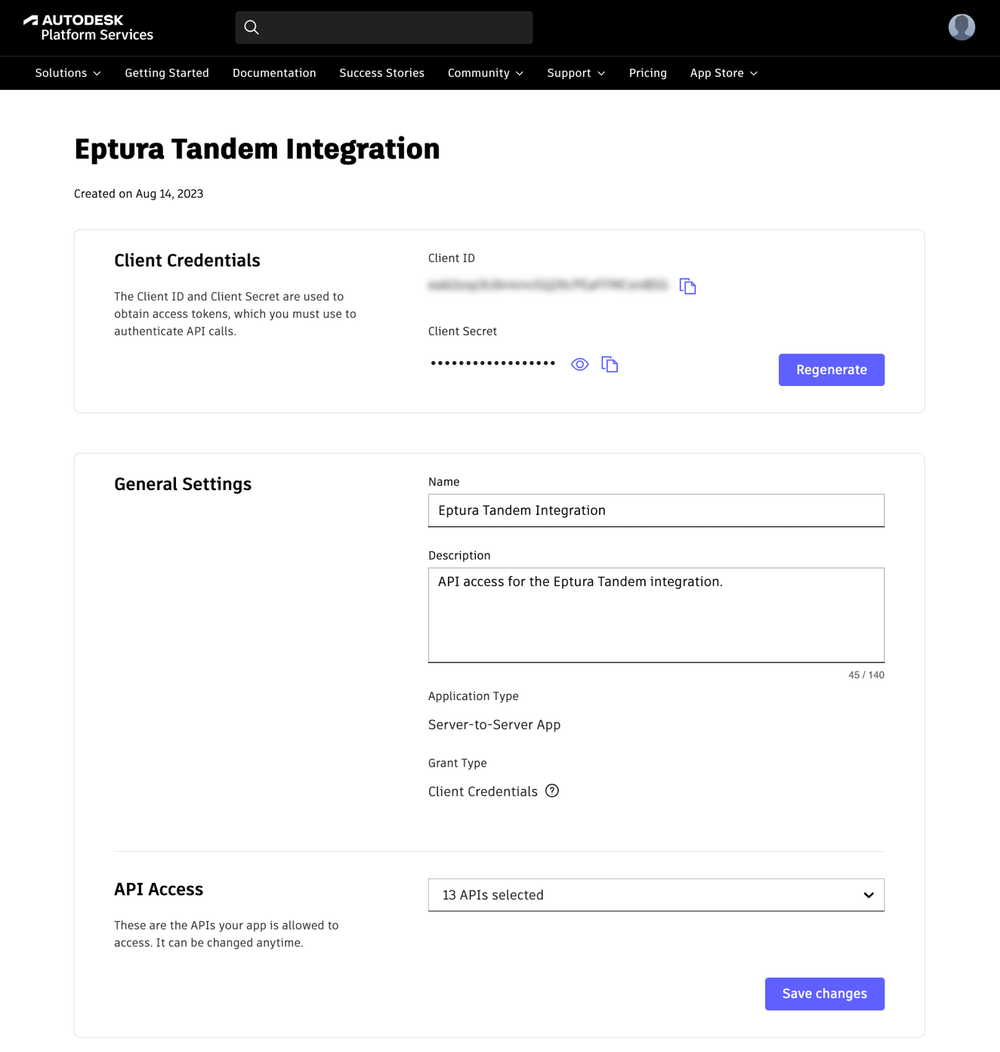 AUTODESK
Platform Services
Solutions Getting Started Documentation Success Stories Community Support Pricing App Store
Eptura Tandem Integration
Created on Aug 14, 2023
Client Credentials
The Client ID and Client Secret are used to
obtain access tokens, which you must use to
authenticate API calls.
Client ID
Client Secret
••••••••••••••••••
Regenerate
General Settings
Name
Eptura Tandem Integration
Description
API access for the Eptura Tandem integration.
45 / 140
Application Type
Server-to-Server App
Grant Type
Client Credentials
API Access
These are the APIs your app is allowed to
access. It can be changed anytime.
13 APIs selected
Save changes